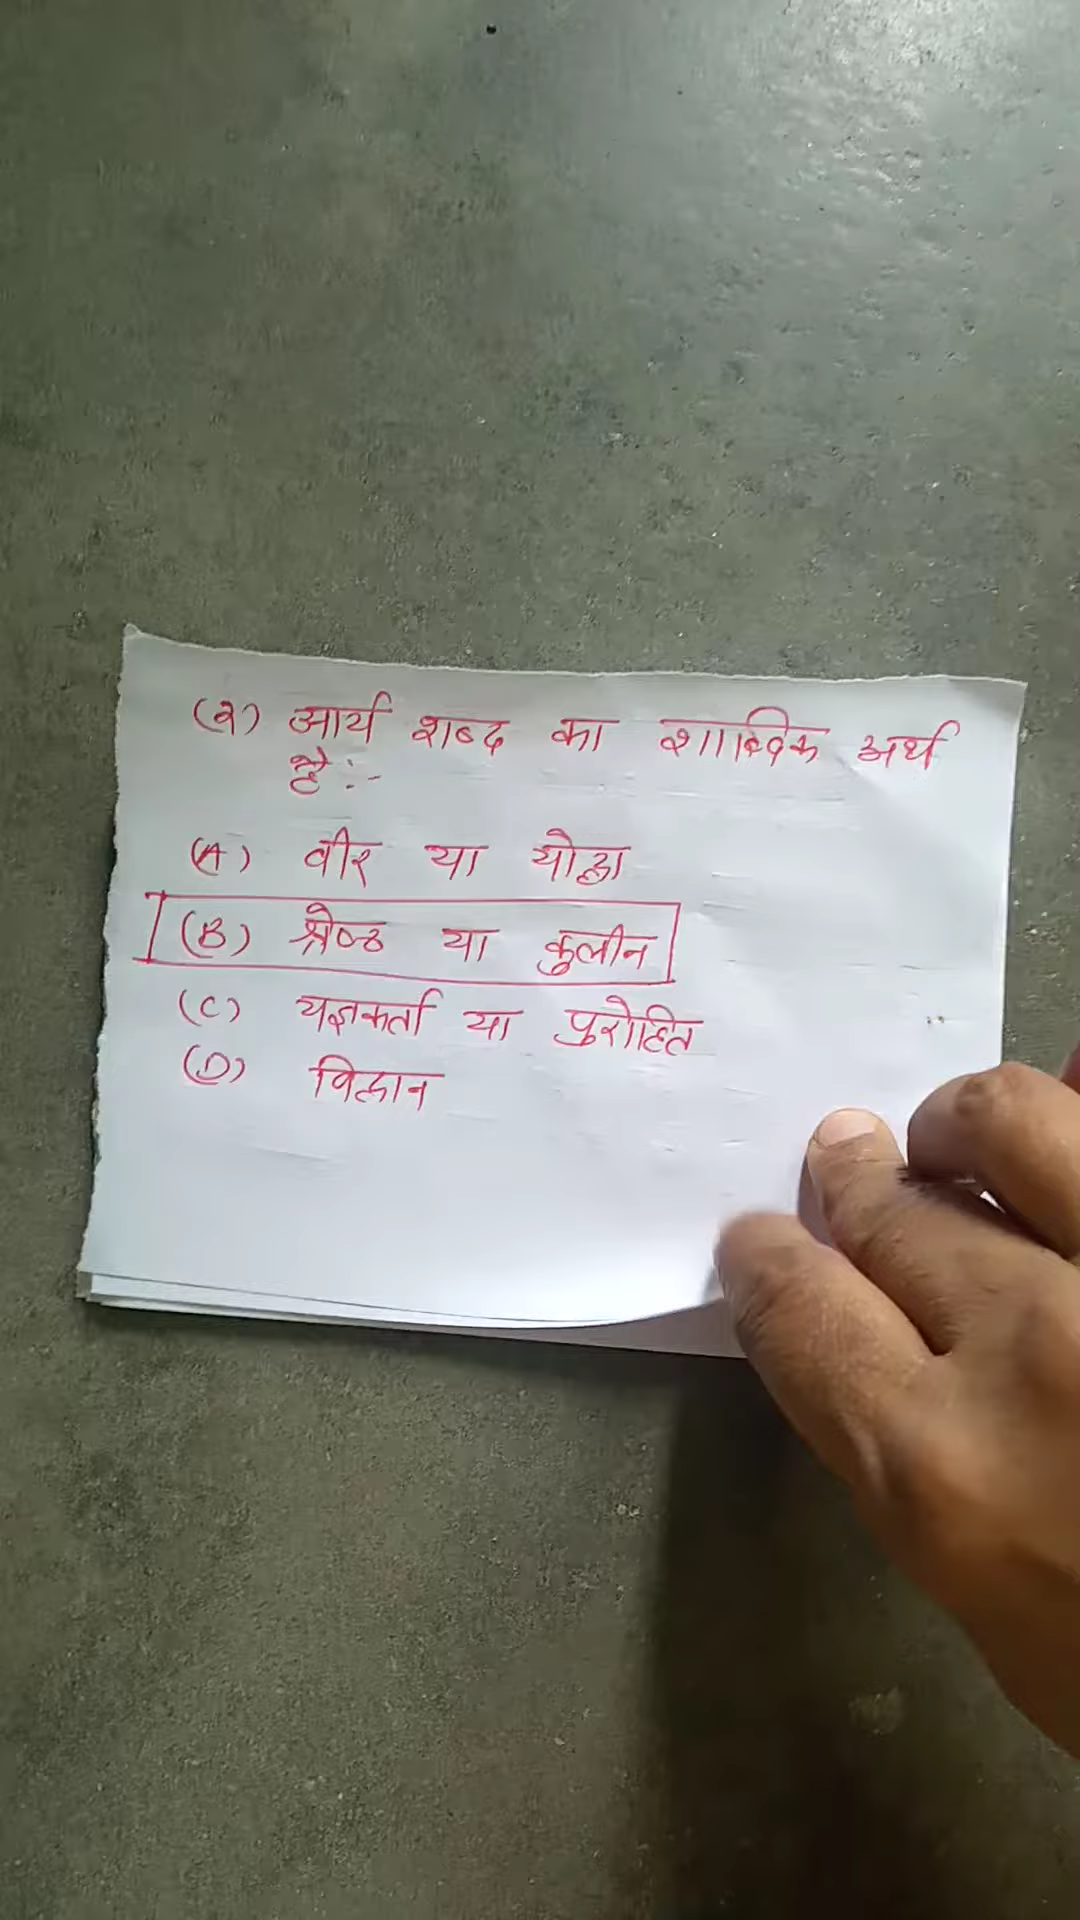 (२) आर्य शब्द का शाब्दिक अर्थ
है :-
(A) वीर या योद्धा
(B) श्रेष्ठ या कुलीन
(C) यज्ञकर्ता या पुरोहित
(D) विद्वान